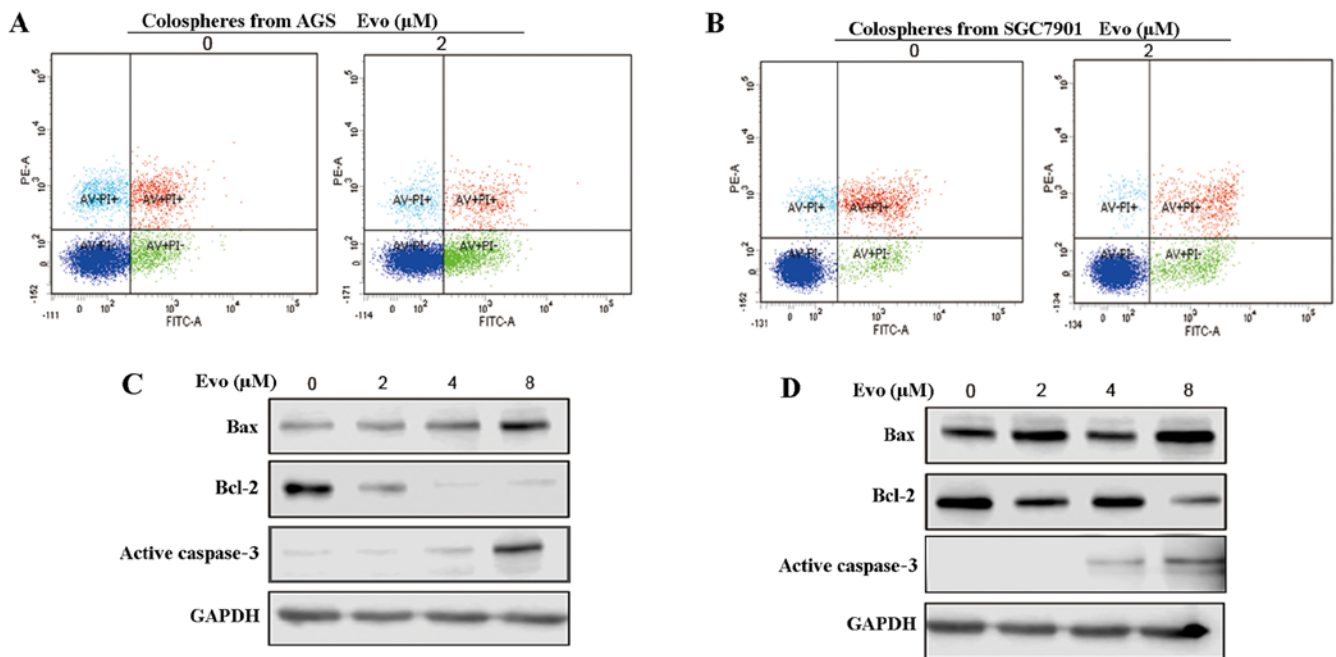 A
Colospheres from AGS Evo (µM)
0 2
PE-A
10^5
10^4
10^3
10^2
0
-152
AV-PI+ AV+PI+
AV-PI- AV+PI-
-111 0 10^2 10^3 10^4 10^5
FITC-A
PE-A
10^5
10^4
10^3
10^2
0
-171
AV-PI+ AV+PI+
AV-PI- AV+PI-
-114 0 10^2 10^3 10^4 10^5
FITC-A
B
Colospheres from SGC7901 Evo (µM)
0 2
PE-A
10^5
10^4
10^3
10^2
0
-152
AV-PI+ AV+PI+
AV-PI- AV+PI-
-131 0 10^2 10^3 10^4 10^5
FITC-A
PE-A
10^5
10^4
10^3
10^2
0
-134
AV-PI+ AV+PI+
AV-PI- AV+PI-
-134 0 10^2 10^3 10^4 10^5
FITC-A
C
Evo (µM) 0 2 4 8
Bax
Bcl-2
Active caspase-3
GAPDH
D
Evo (µM) 0 2 4 8
Bax
Bcl-2
Active caspase-3
GAPDH